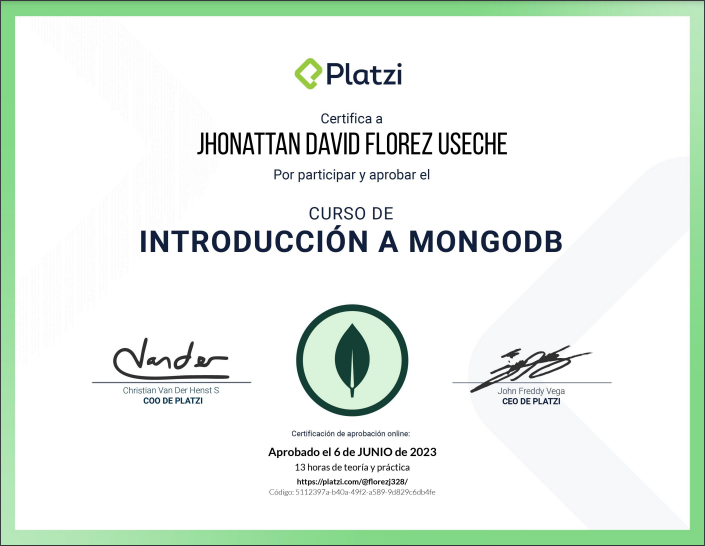 Platzi
Certifica a
JHONATTAN DAVID FLOREZ USECHE
Por participar y aprobar el
CURSO DE
INTRODUCCIÓN A MONGODB
Christian Van Der Henst S
COO DE PLATZI
John Freddy Vega
CEO DE PLATZI
Certificación de aprobación online:
Aprobado el 6 de JUNIO de 2023
13 horas de teoría y práctica
https://platzi.com/@florezj328/
Código: 5112397a-b40a-49f2-a589-9d829c6db4fe